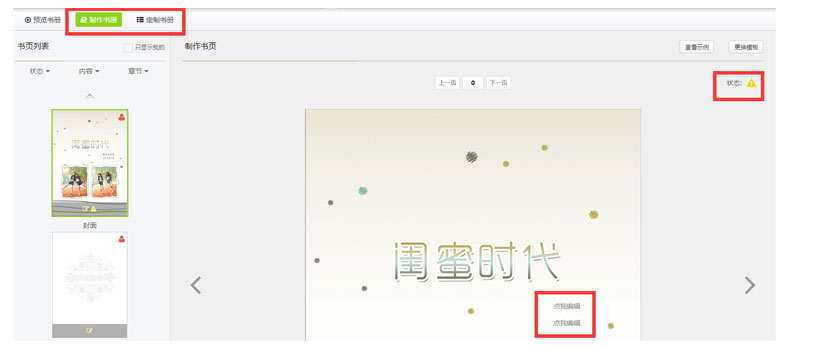 预览书册 制作书册 定制书册
书页列表 只显示我的
状态 内容 章节
闺蜜时代
封面
制作书页 查看示例 更换模板
上一页 0 下一页
状态:
闺蜜时代
点我编辑
点我编辑